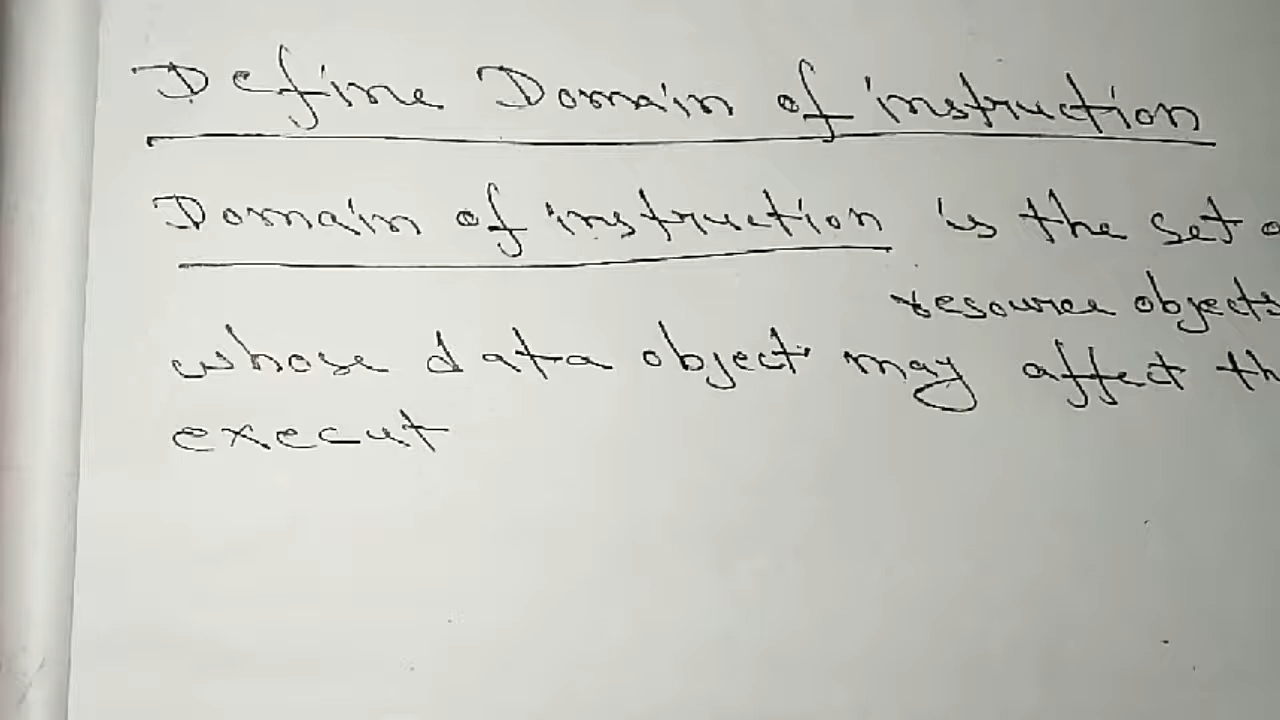 Define Domain of instruction
Domain of instruction is the set o
resource objects
whose data object may affect th
execut